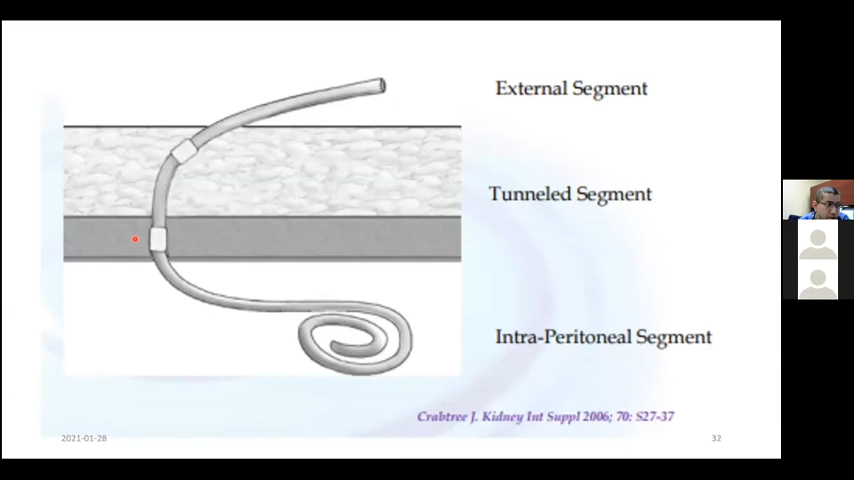 External Segment
Tunneled Segment
Intra-Peritoneal Segment
Crabtree J. Kidney Int Suppl 2006; 70: S27-37
2021-01-28
32